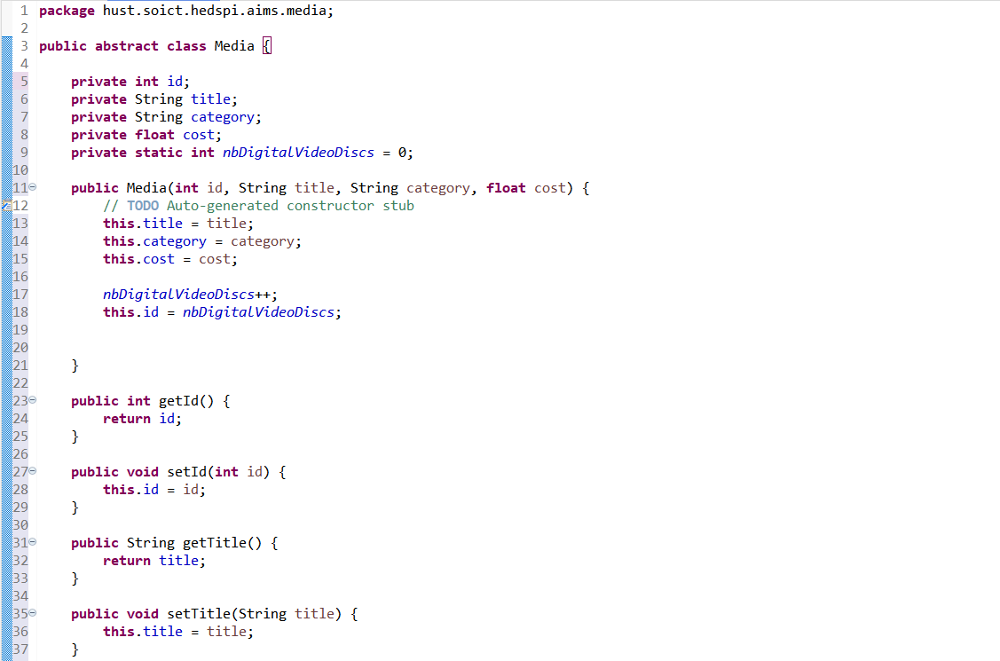 1 package hust.soict.hedspi.aims.media;
2
3 public abstract class Media {
4
5     private int id;
6     private String title;
7     private String category;
8     private float cost;
9     private static int nbDigitalVideoDiscs = 0;
10
11     public Media(int id, String title, String category, float cost) {
12         // TODO Auto-generated constructor stub
13         this.title = title;
14         this.category = category;
15         this.cost = cost;
16
17         nbDigitalVideoDiscs++;
18         this.id = nbDigitalVideoDiscs;
19
20
21     }
22
23     public int getId() {
24         return id;
25     }
26
27     public void setId(int id) {
28         this.id = id;
29     }
30
31     public String getTitle() {
32         return title;
33     }
34
35     public void setTitle(String title) {
36         this.title = title;
37     }